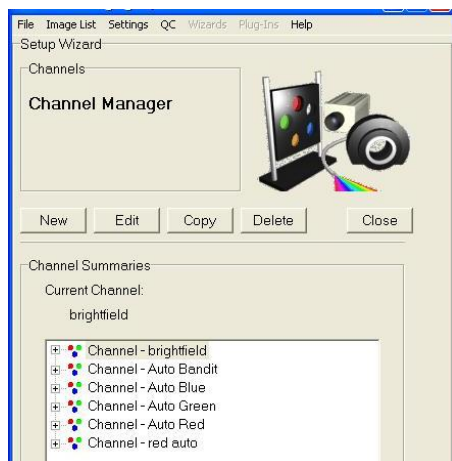 File Image List Settings QC Wizards Plug-Ins Help
Setup Wizard
Channels
Channel Manager
New Edit Copy Delete Close
Channel Summaries
Current Channel:
brightfield
Channel - brightfield
Channel - Auto Bandit
Channel - Auto Blue
Channel - Auto Green
Channel - Auto Red
Channel - red auto